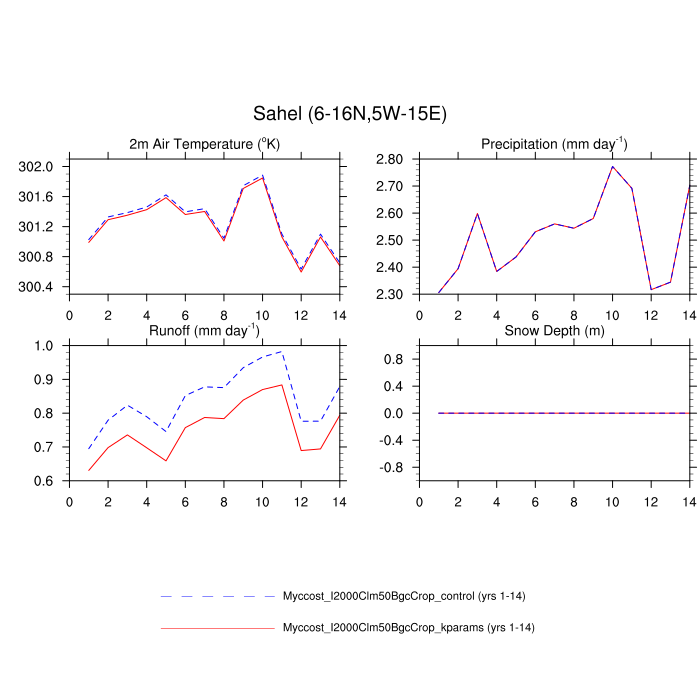 Sahel (6-16N,5W-15E)
2m Air Temperature (°K)
302.0
301.6
301.2
300.8
300.4
0 2 4 6 8 10 12 14
Precipitation (mm day⁻¹)
2.80
2.70
2.60
2.50
2.40
2.30
0 2 4 6 8 10 12 14
Runoff (mm day⁻¹)
1.0
0.9
0.8
0.7
0.6
0 2 4 6 8 10 12 14
Snow Depth (m)
0.8
0.4
0.0
-0.4
-0.8
0 2 4 6 8 10 12 14
Myccost_I2000Clm50BgcCrop_control (yrs 1-14)
Myccost_I2000Clm50BgcCrop_kparams (yrs 1-14)